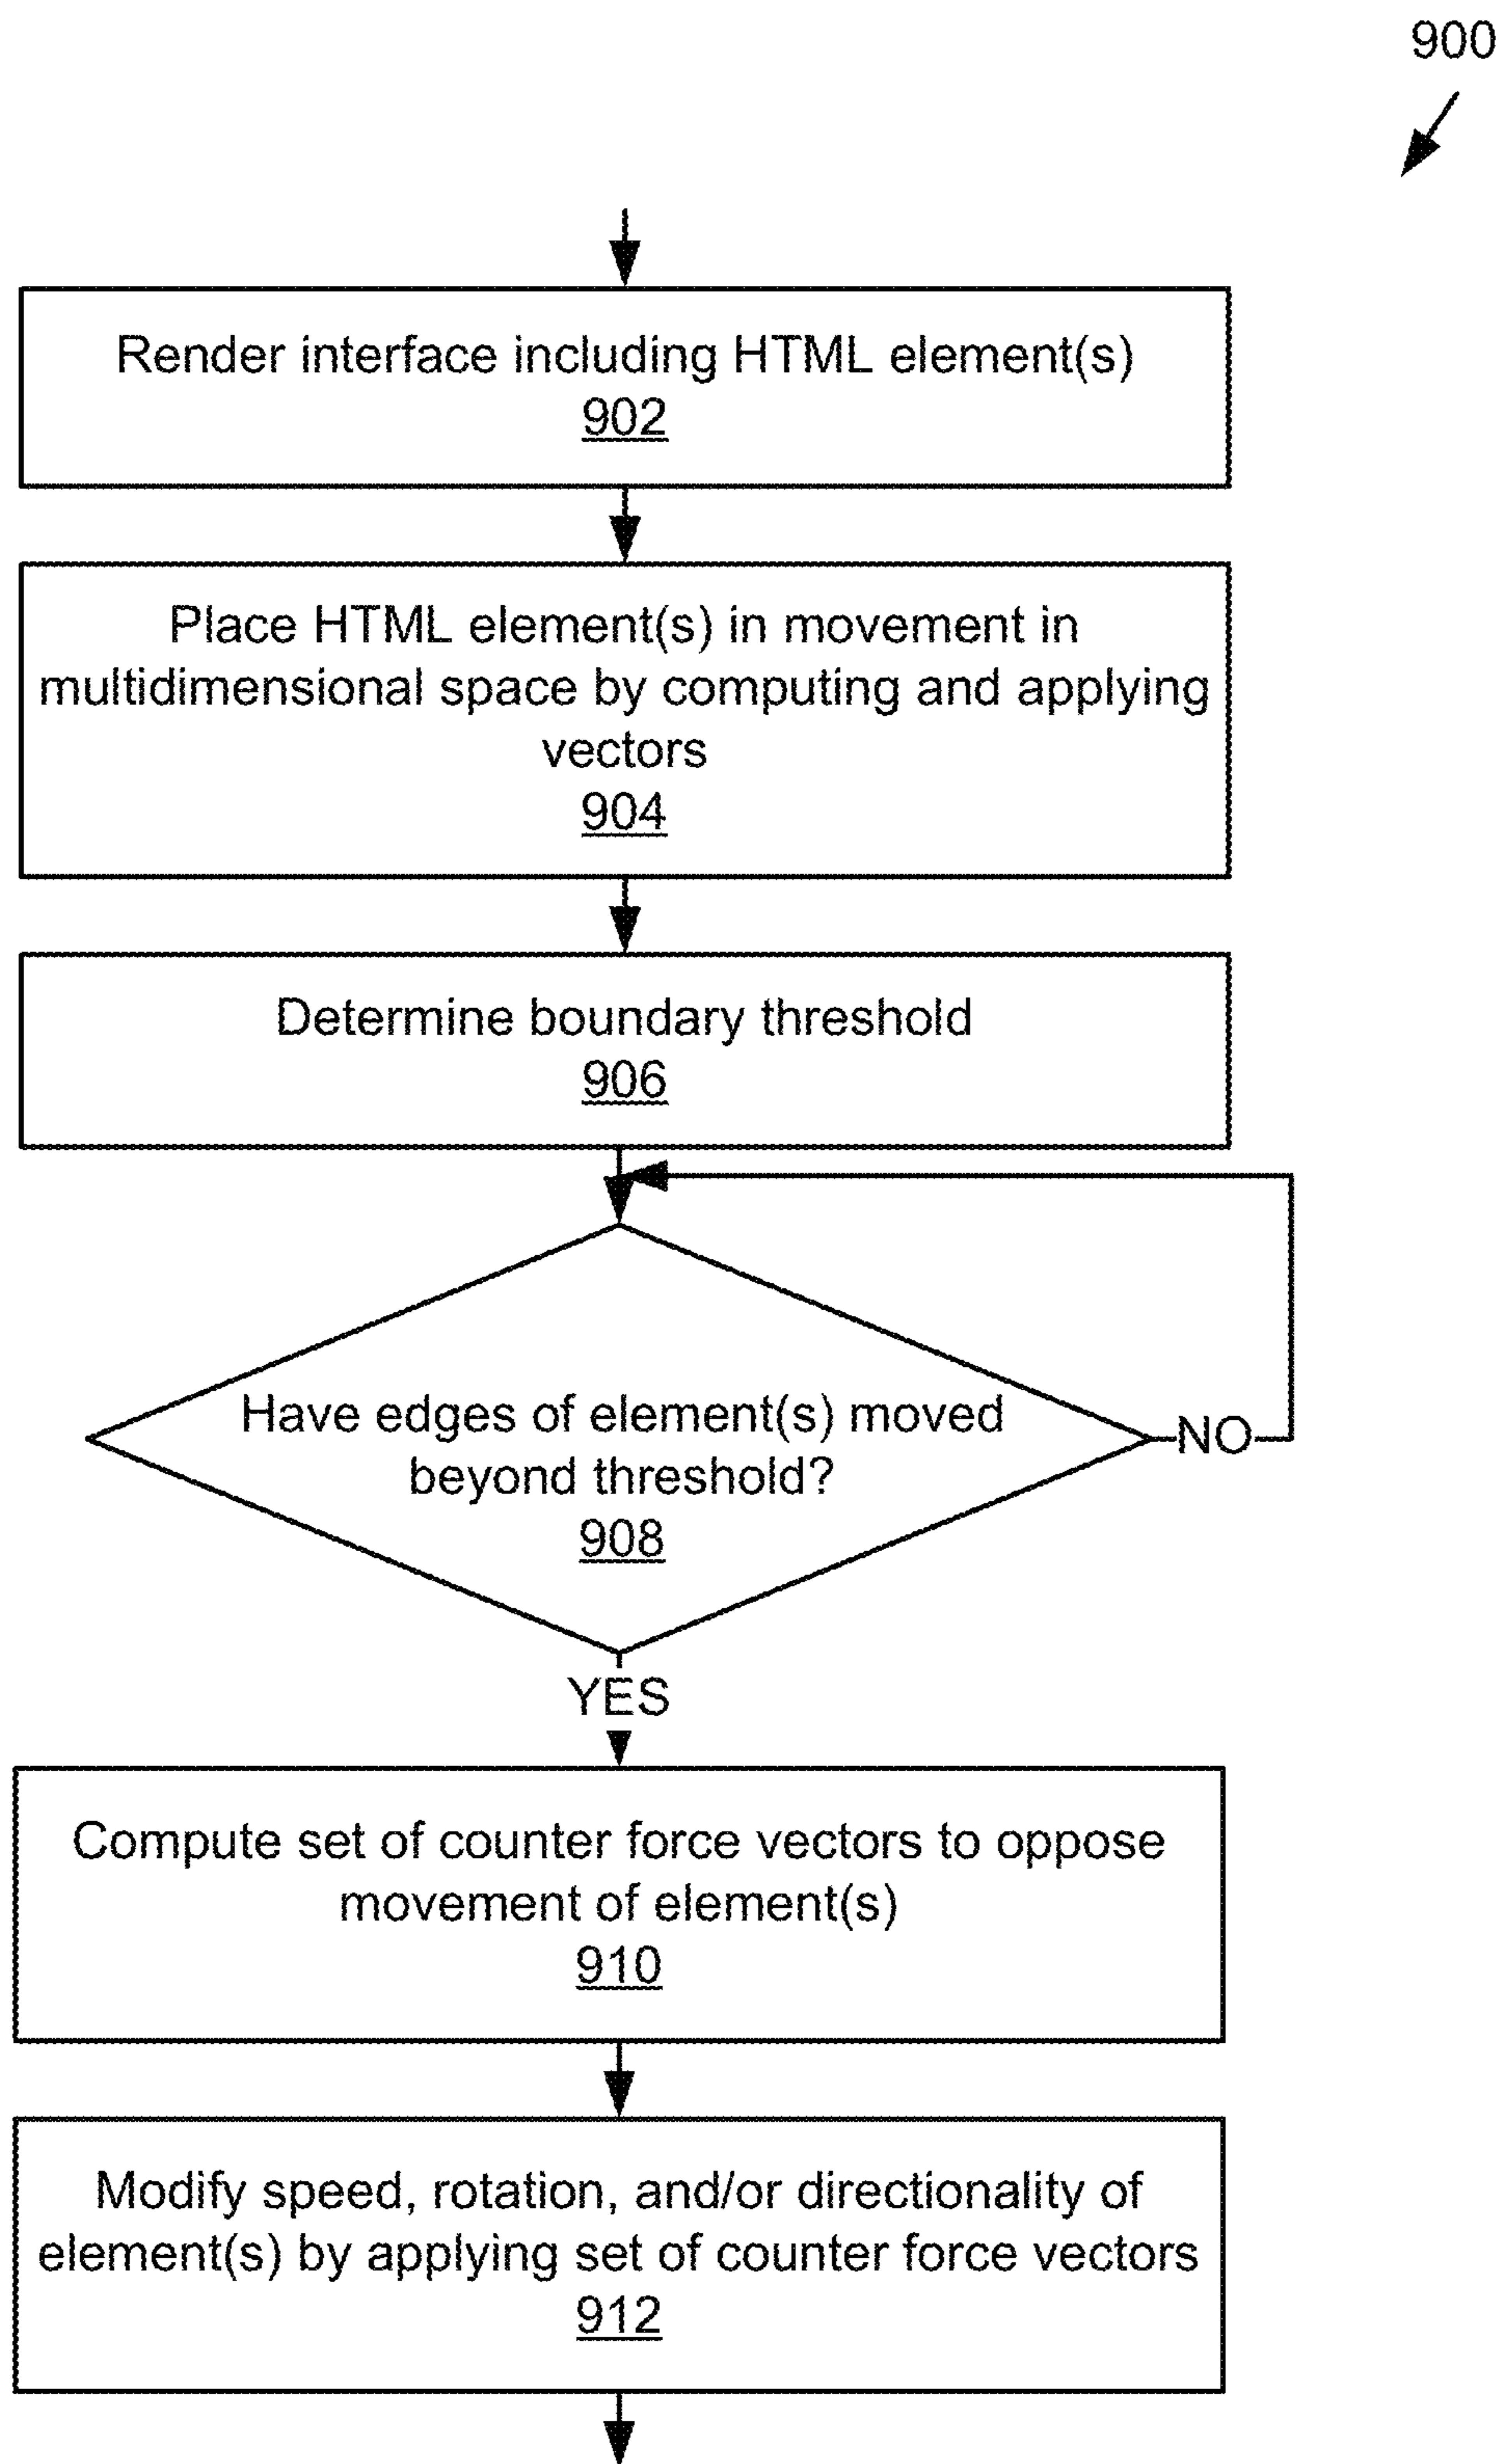 900
Render interface including HTML element(s)
902
Place HTML element(s) in movement in
multidimensional space by computing and applying
vectors
904
Determine boundary threshold
906
Have edges of element(s) moved
beyond threshold?
908
NO
YES
Compute set of counter force vectors to oppose
movement of element(s)
910
Modify speed, rotation, and/or directionality of
element(s) by applying set of counter force vectors
912